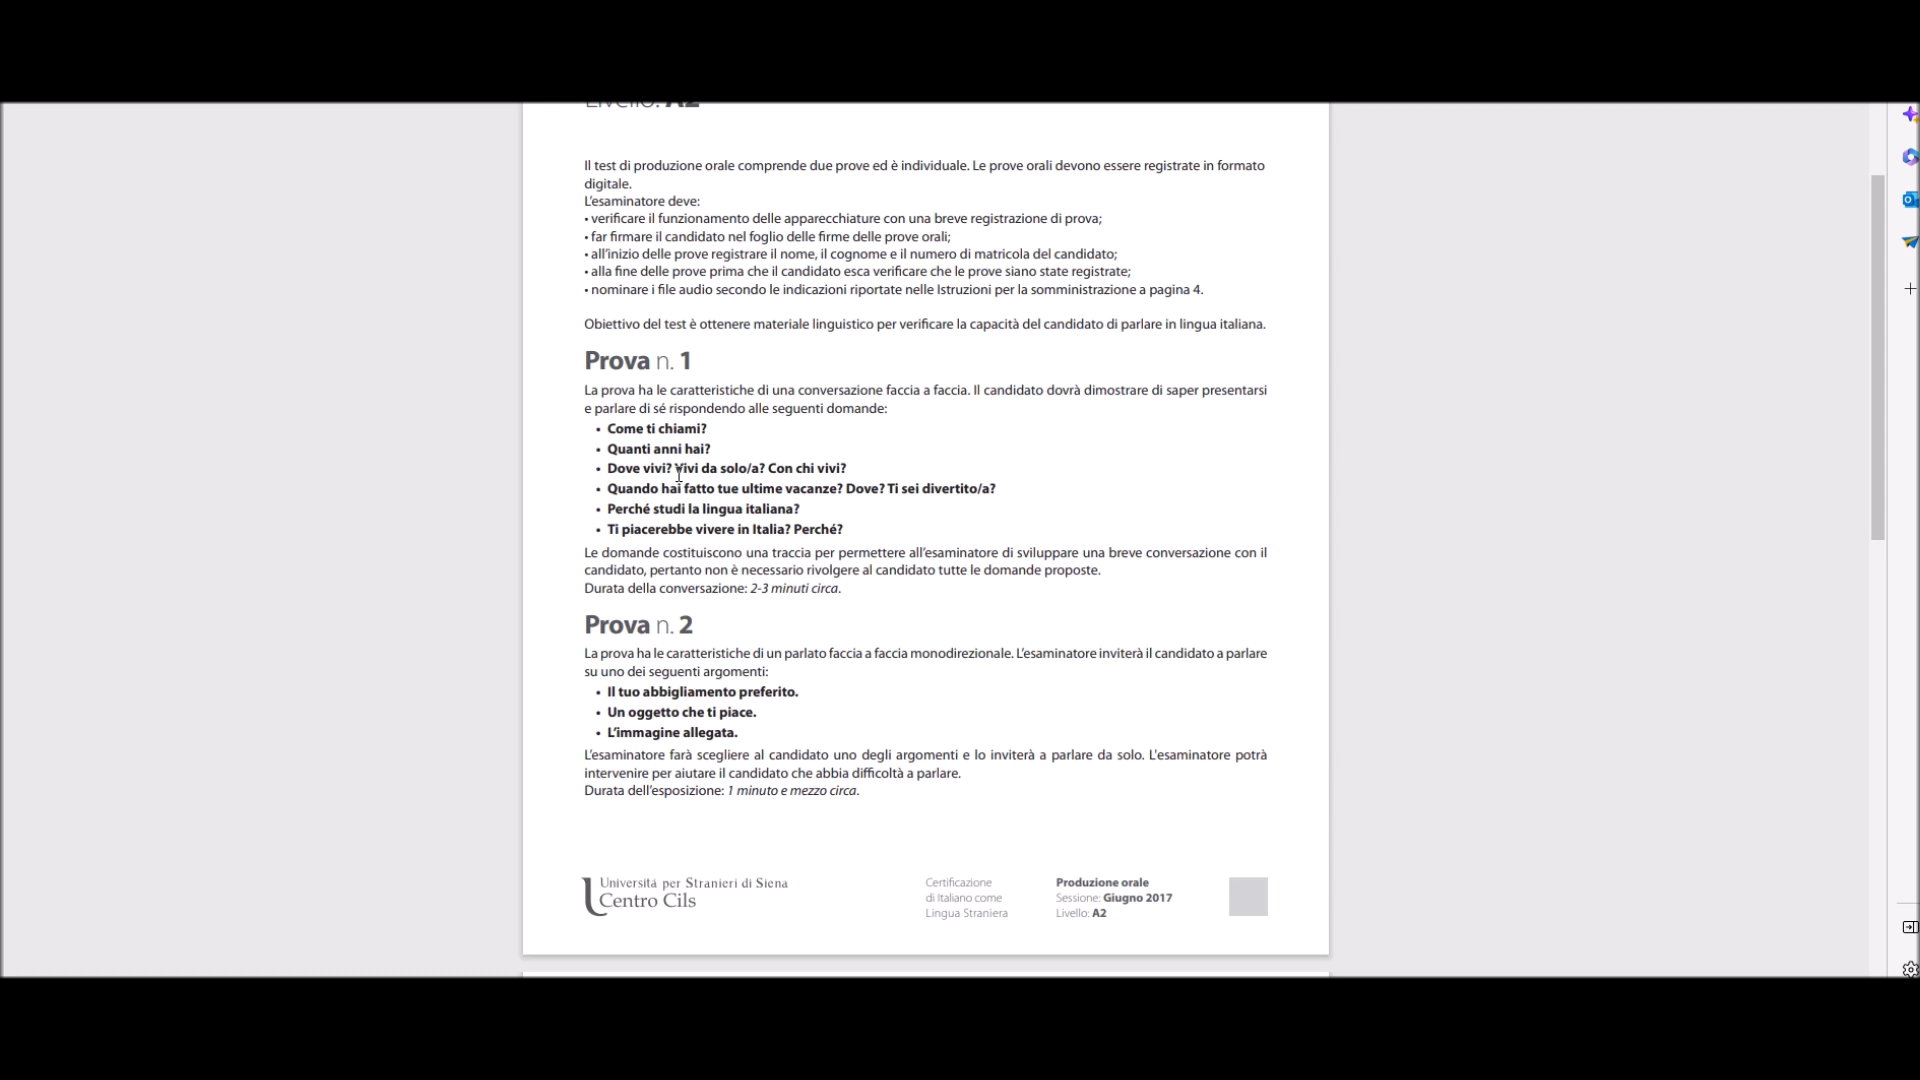 Livello: A2
Il test di produzione orale comprende due prove ed è individuale. Le prove orali devono essere registrate in formato
digitale.
L'esaminatore deve:
• verificare il funzionamento delle apparecchiature con una breve registrazione di prova;
• far firmare il candidato nel foglio delle firme delle prove orali;
• all'inizio delle prove registrare il nome, il cognome e il numero di matricola del candidato;
• alla fine delle prove prima che il candidato esca verificare che le prove siano state registrate;
• nominare i file audio secondo le indicazioni riportate nelle Istruzioni per la somministrazione a pagina 4.
Obiettivo del test è ottenere materiale linguistico per verificare la capacità del candidato di parlare in lingua italiana.
Prova n. 1
La prova ha le caratteristiche di una conversazione faccia a faccia. Il candidato dovrà dimostrare di saper presentarsi
e parlare di sé rispondendo alle seguenti domande:
• Come ti chiami?
• Quanti anni hai?
• Dove vivi? Vivi da solo/a? Con chi vivi?
• Quando hai fatto tue ultime vacanze? Dove? Ti sei divertito/a?
• Perché studi la lingua italiana?
• Ti piacerebbe vivere in Italia? Perché?
Le domande costituiscono una traccia per permettere all'esaminatore di sviluppare una breve conversazione con il
candidato, pertanto non è necessario rivolgere al candidato tutte le domande proposte.
Durata della conversazione: 2-3 minuti circa.
Prova n. 2
La prova ha le caratteristiche di un parlato faccia a faccia monodirezionale. L'esaminatore inviterà il candidato a parlare
su uno dei seguenti argomenti:
• Il tuo abbigliamento preferito.
• Un oggetto che ti piace.
• L'immagine allegata.
L'esaminatore farà scegliere al candidato uno degli argomenti e lo inviterà a parlare da solo. L'esaminatore potrà
intervenire per aiutare il candidato che abbia difficoltà a parlare.
Durata dell'esposizione: 1 minuto e mezzo circa.
Università per Stranieri di Siena
Centro Cils
Certificazione
di Italiano come
Lingua Straniera
Produzione orale
Sessione: Giugno 2017
Livello: A2